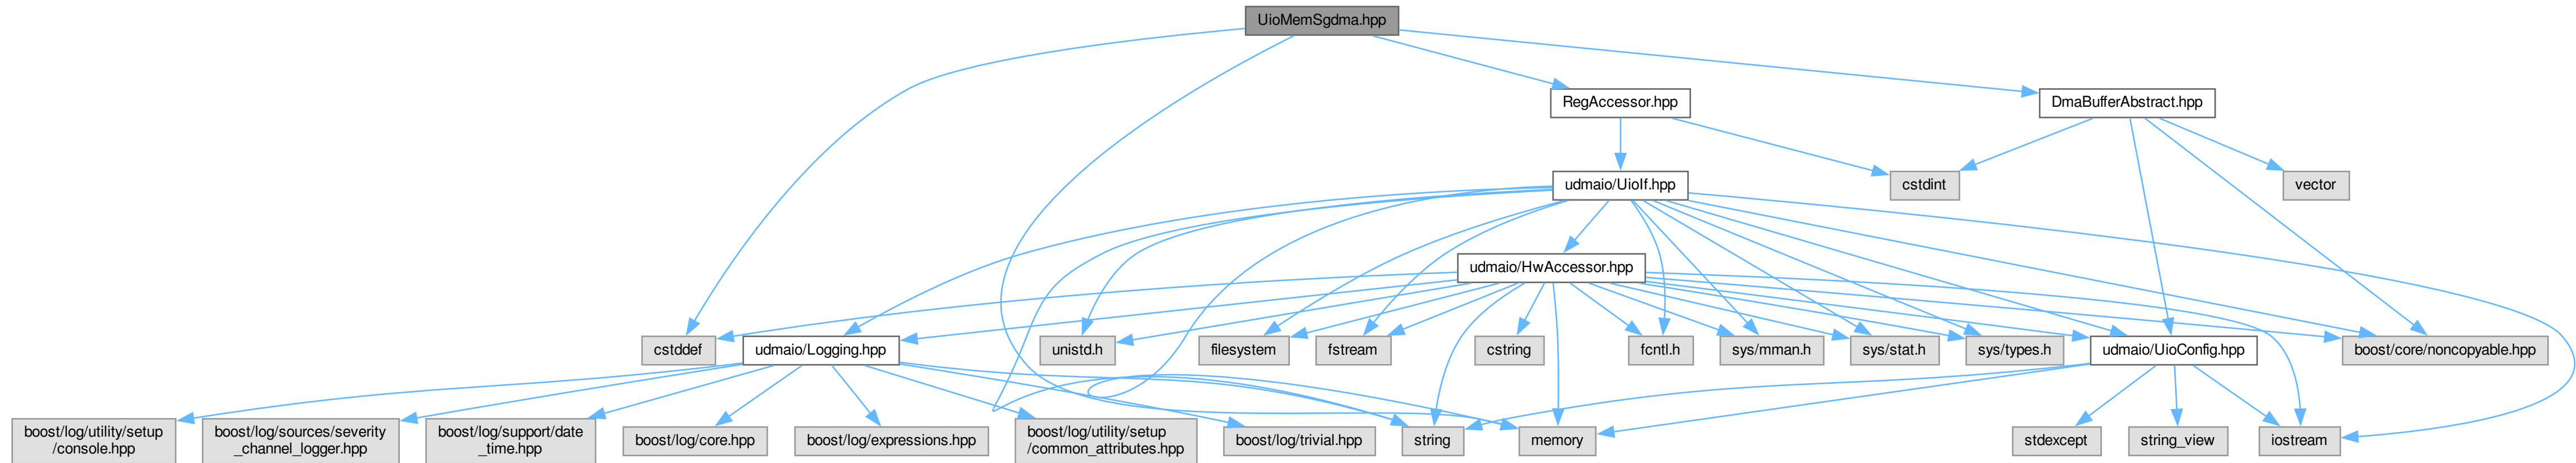 UioMemSgdma.hpp
RegAccessor.hpp
DmaBufferAbstract.hpp
udmaio/UioIf.hpp
cstdint
vector
udmaio/HwAccessor.hpp
cstddef
udmaio/Logging.hpp
unistd.h
filesystem
fstream
cstring
fcntl.h
sys/mman.h
sys/stat.h
sys/types.h
udmaio/UioConfig.hpp
boost/core/noncopyable.hpp
boost/log/utility/setup
/console.hpp
boost/log/sources/severity
_channel_logger.hpp
boost/log/support/date
_time.hpp
boost/log/core.hpp
boost/log/expressions.hpp
boost/log/utility/setup
/common_attributes.hpp
boost/log/trivial.hpp
string
memory
stdexcept
string_view
iostream